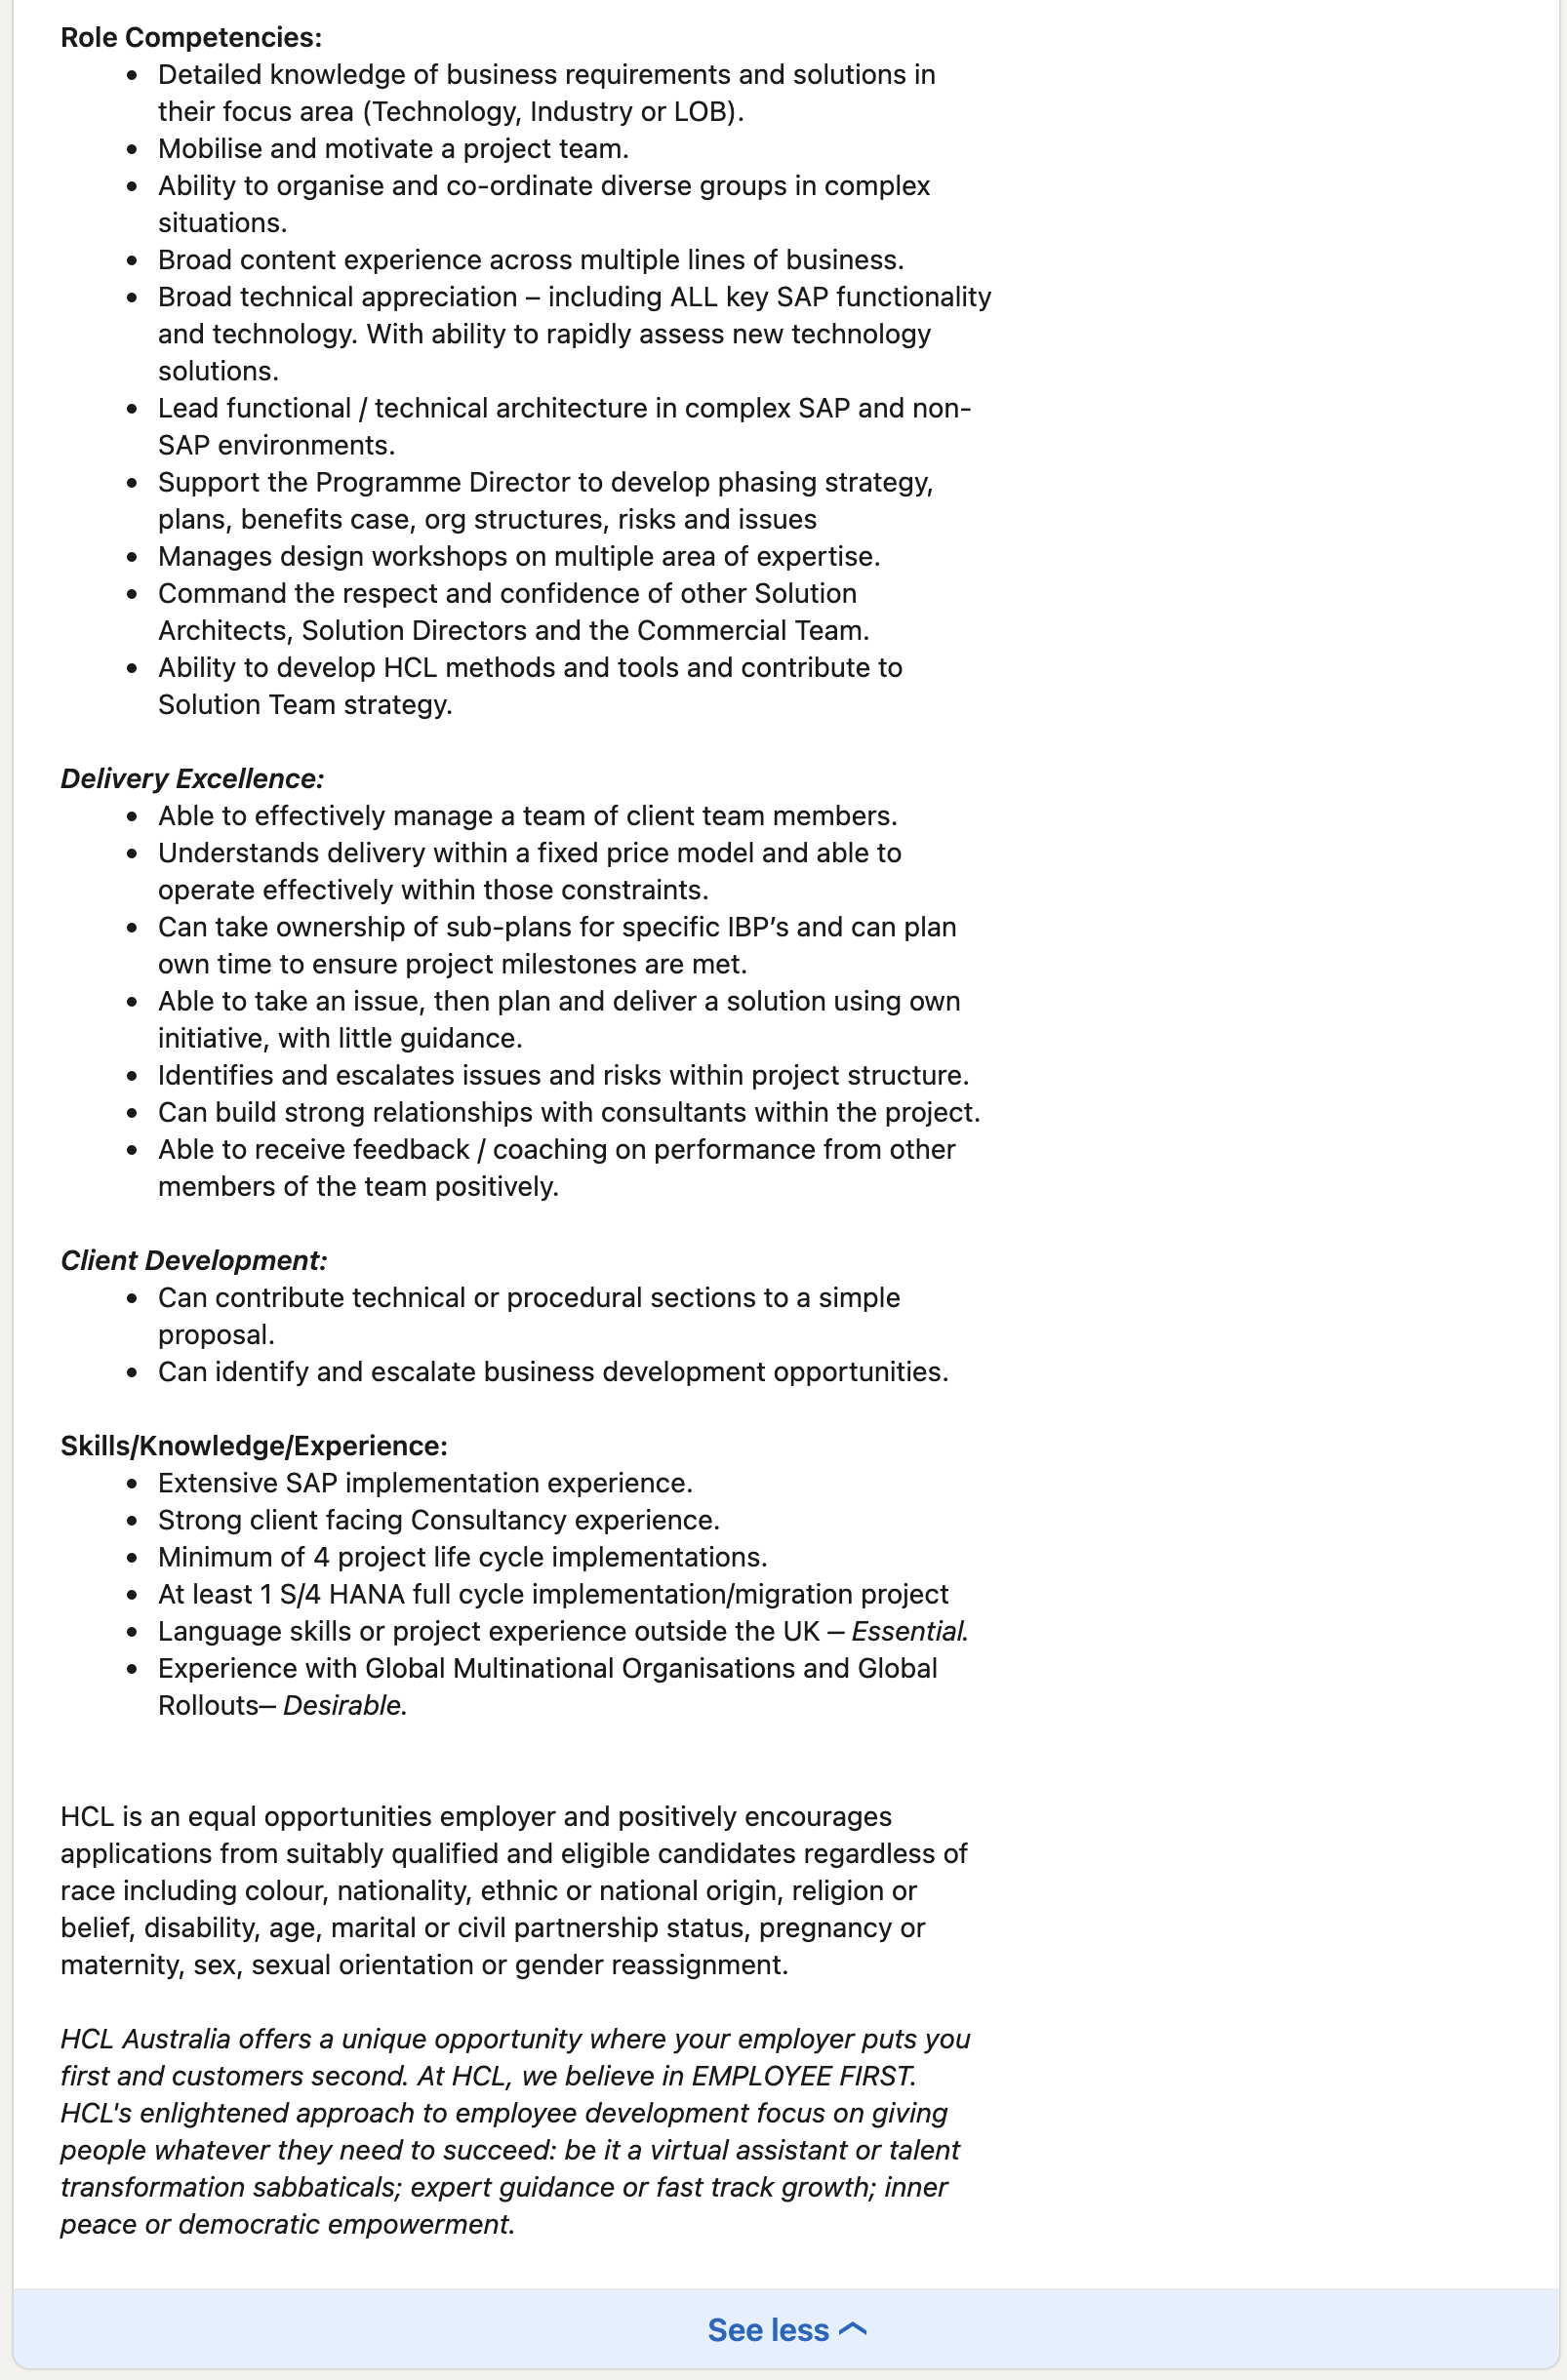 Role Competencies:
• Detailed knowledge of business requirements and solutions in
their focus area (Technology, Industry or LOB).
• Mobilise and motivate a project team.
• Ability to organise and co-ordinate diverse groups in complex
situations.
• Broad content experience across multiple lines of business.
• Broad technical appreciation – including ALL key SAP functionality
and technology. With ability to rapidly assess new technology
solutions.
• Lead functional / technical architecture in complex SAP and non-
SAP environments.
• Support the Programme Director to develop phasing strategy,
plans, benefits case, org structures, risks and issues
• Manages design workshops on multiple area of expertise.
• Command the respect and confidence of other Solution
Architects, Solution Directors and the Commercial Team.
• Ability to develop HCL methods and tools and contribute to
Solution Team strategy.
Delivery Excellence:
• Able to effectively manage a team of client team members.
• Understands delivery within a fixed price model and able to
operate effectively within those constraints.
• Can take ownership of sub-plans for specific IBP’s and can plan
own time to ensure project milestones are met.
• Able to take an issue, then plan and deliver a solution using own
initiative, with little guidance.
• Identifies and escalates issues and risks within project structure.
• Can build strong relationships with consultants within the project.
• Able to receive feedback / coaching on performance from other
members of the team positively.
Client Development:
• Can contribute technical or procedural sections to a simple
proposal.
• Can identify and escalate business development opportunities.
Skills/Knowledge/Experience:
• Extensive SAP implementation experience.
• Strong client facing Consultancy experience.
• Minimum of 4 project life cycle implementations.
• At least 1 S/4 HANA full cycle implementation/migration project
• Language skills or project experience outside the UK – Essential.
• Experience with Global Multinational Organisations and Global
Rollouts– Desirable.
HCL is an equal opportunities employer and positively encourages
applications from suitably qualified and eligible candidates regardless of
race including colour, nationality, ethnic or national origin, religion or
belief, disability, age, marital or civil partnership status, pregnancy or
maternity, sex, sexual orientation or gender reassignment.
HCL Australia offers a unique opportunity where your employer puts you
first and customers second. At HCL, we believe in EMPLOYEE FIRST.
HCL's enlightened approach to employee development focus on giving
people whatever they need to succeed: be it a virtual assistant or talent
transformation sabbaticals; expert guidance or fast track growth; inner
peace or democratic empowerment.
See less